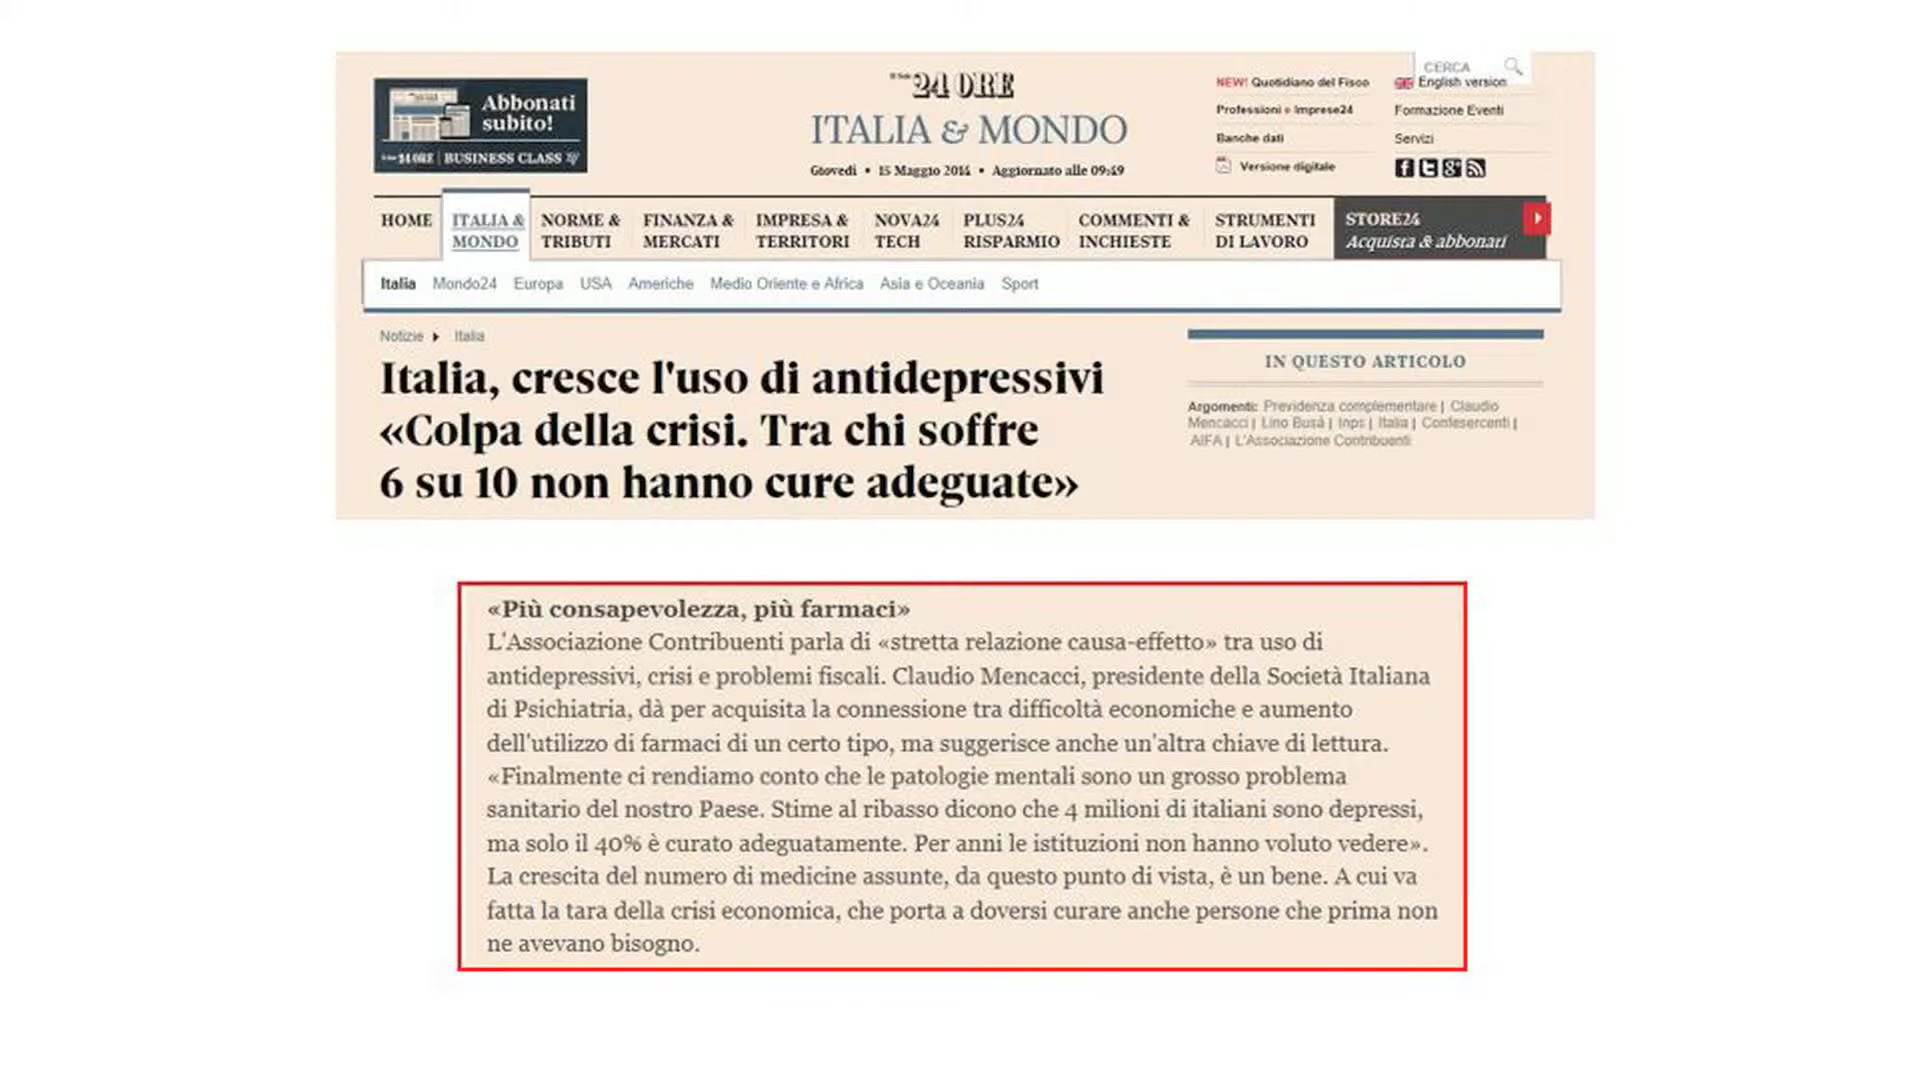 Abbonati
subito!
24 ORE | BUSINESS CLASS
Il Sole 24 ORE
ITALIA & MONDO
Giovedì • 15 Maggio 2014 • Aggiornato alle 09:49
NEW! Quotidiano del Fisco
Professioni e Imprese24
Banche dati
Versione digitale
CERCA
English version
Formazione Eventi
Servizi
HOME
ITALIA &
MONDO
NORME &
TRIBUTI
FINANZA &
MERCATI
IMPRESA &
TERRITORI
NOVA24
TECH
PLUS24
RISPARMIO
COMMENTI &
INCHIESTE
STRUMENTI
DI LAVORO
STORE24
Acquista & abbonati
Italia Mondo24 Europa USA Americhe Medio Oriente e Africa Asia e Oceania Sport
Notizie Italia
Italia, cresce l'uso di antidepressivi
«Colpa della crisi. Tra chi soffre
6 su 10 non hanno cure adeguate»
IN QUESTO ARTICOLO
Argomenti: Previdenza complementare | Claudio
Mencacci | Lino Busà | Inps | Italia | Confesercenti |
AIFA | L'Associazione Contribuenti
«Più consapevolezza, più farmaci»
L'Associazione Contribuenti parla di «stretta relazione causa-effetto» tra uso di
antidepressivi, crisi e problemi fiscali. Claudio Mencacci, presidente della Società Italiana
di Psichiatria, dà per acquisita la connessione tra difficoltà economiche e aumento
dell'utilizzo di farmaci di un certo tipo, ma suggerisce anche un'altra chiave di lettura.
«Finalmente ci rendiamo conto che le patologie mentali sono un grosso problema
sanitario del nostro Paese. Stime al ribasso dicono che 4 milioni di italiani sono depressi,
ma solo il 40% è curato adeguatamente. Per anni le istituzioni non hanno voluto vedere».
La crescita del numero di medicine assunte, da questo punto di vista, è un bene. A cui va
fatta la tara della crisi economica, che porta a doversi curare anche persone che prima non
ne avevano bisogno.